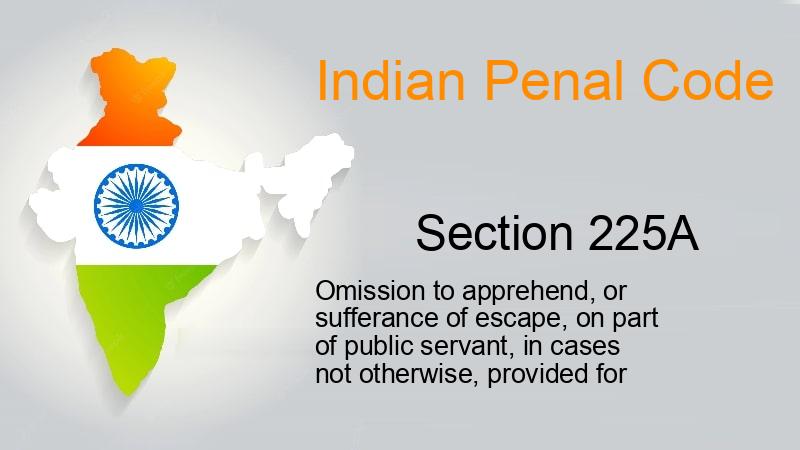 Indian Penal Code
Section 225A
Omission to apprehend, or
sufferance of escape, on part
of public servant, in cases
not otherwise, provided for